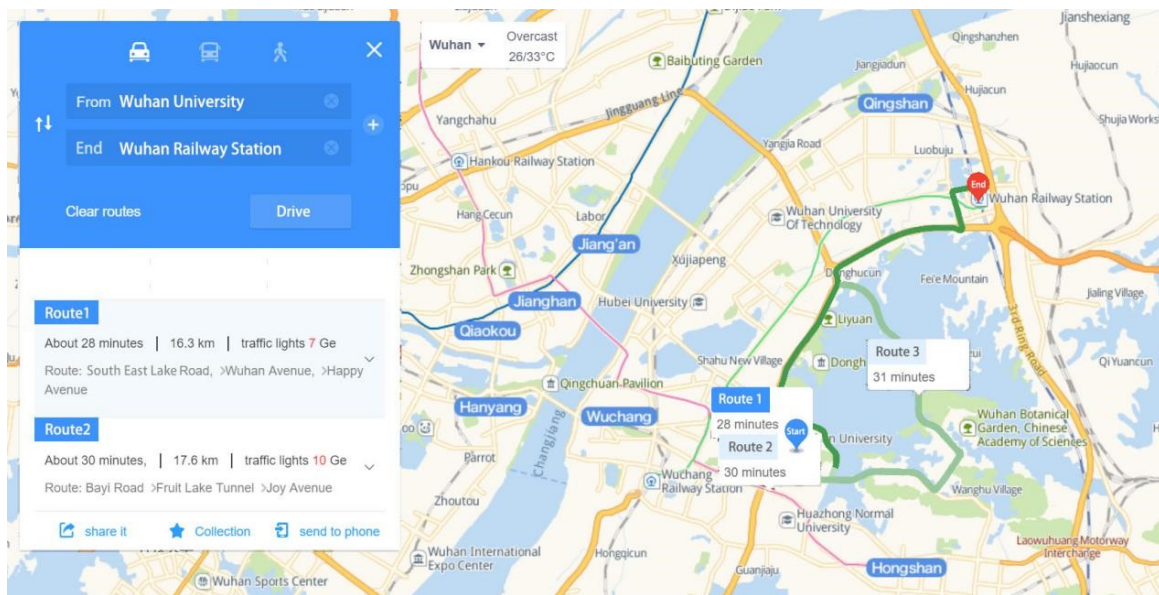 From Wuhan University
End Wuhan Railway Station
Clear routes
Drive
Route1
About 28 minutes | 16.3 km | traffic lights 7 Ge
Route: South East Lake Road, >Wuhan Avenue, >Happy
Avenue
Route2
About 30 minutes, | 17.6 km | traffic lights 10 Ge
Route: Bayi Road >Fruit Lake Tunnel >Joy Avenue
share it
Collection
send to phone
Wuhan
Overcast
26/33°C
Baibuting Garden
Jingguang Ling
Jianshexiang
Qingshanzhen
Jiangjiadun
Hujiaocun
Hujiacun
Qingshan
Shujia Works
Yangchahu
Yangjia Road
Luobuju
Hankou Railway Station
End
Wuhan Railway Station
Hang Cecun
Labor
Wuhan University
Of Technology
Jiang'an
Xujiapeng
Zhongshan Park
Donghucun
Fei'e Mountain
Jialing Village
Jianghan
Hubei University
Liyuan
3rd Ring Road
Qiaokou
Shahu New Village
Dongh
Route 3
31 minutes
zui
Qi Yuancun
Qingchuan Pavilion
Hanyang
Wuchang
Route 1
28 minutes
Start
Route 2
30 minutes
n University
Wuhan Botanical
Garden, Chinese
Academy of Sciences
Changjiang
Parrot
Wuchang
Railway Station
Wanghu Village
Zhoutou
Huazhong Normal
University
Laowuhuang Motorway
Interchange
Wuhan International
Expo Center
Hongqicun
Guanjiaju
Hongshan
Wuhan Sports Center